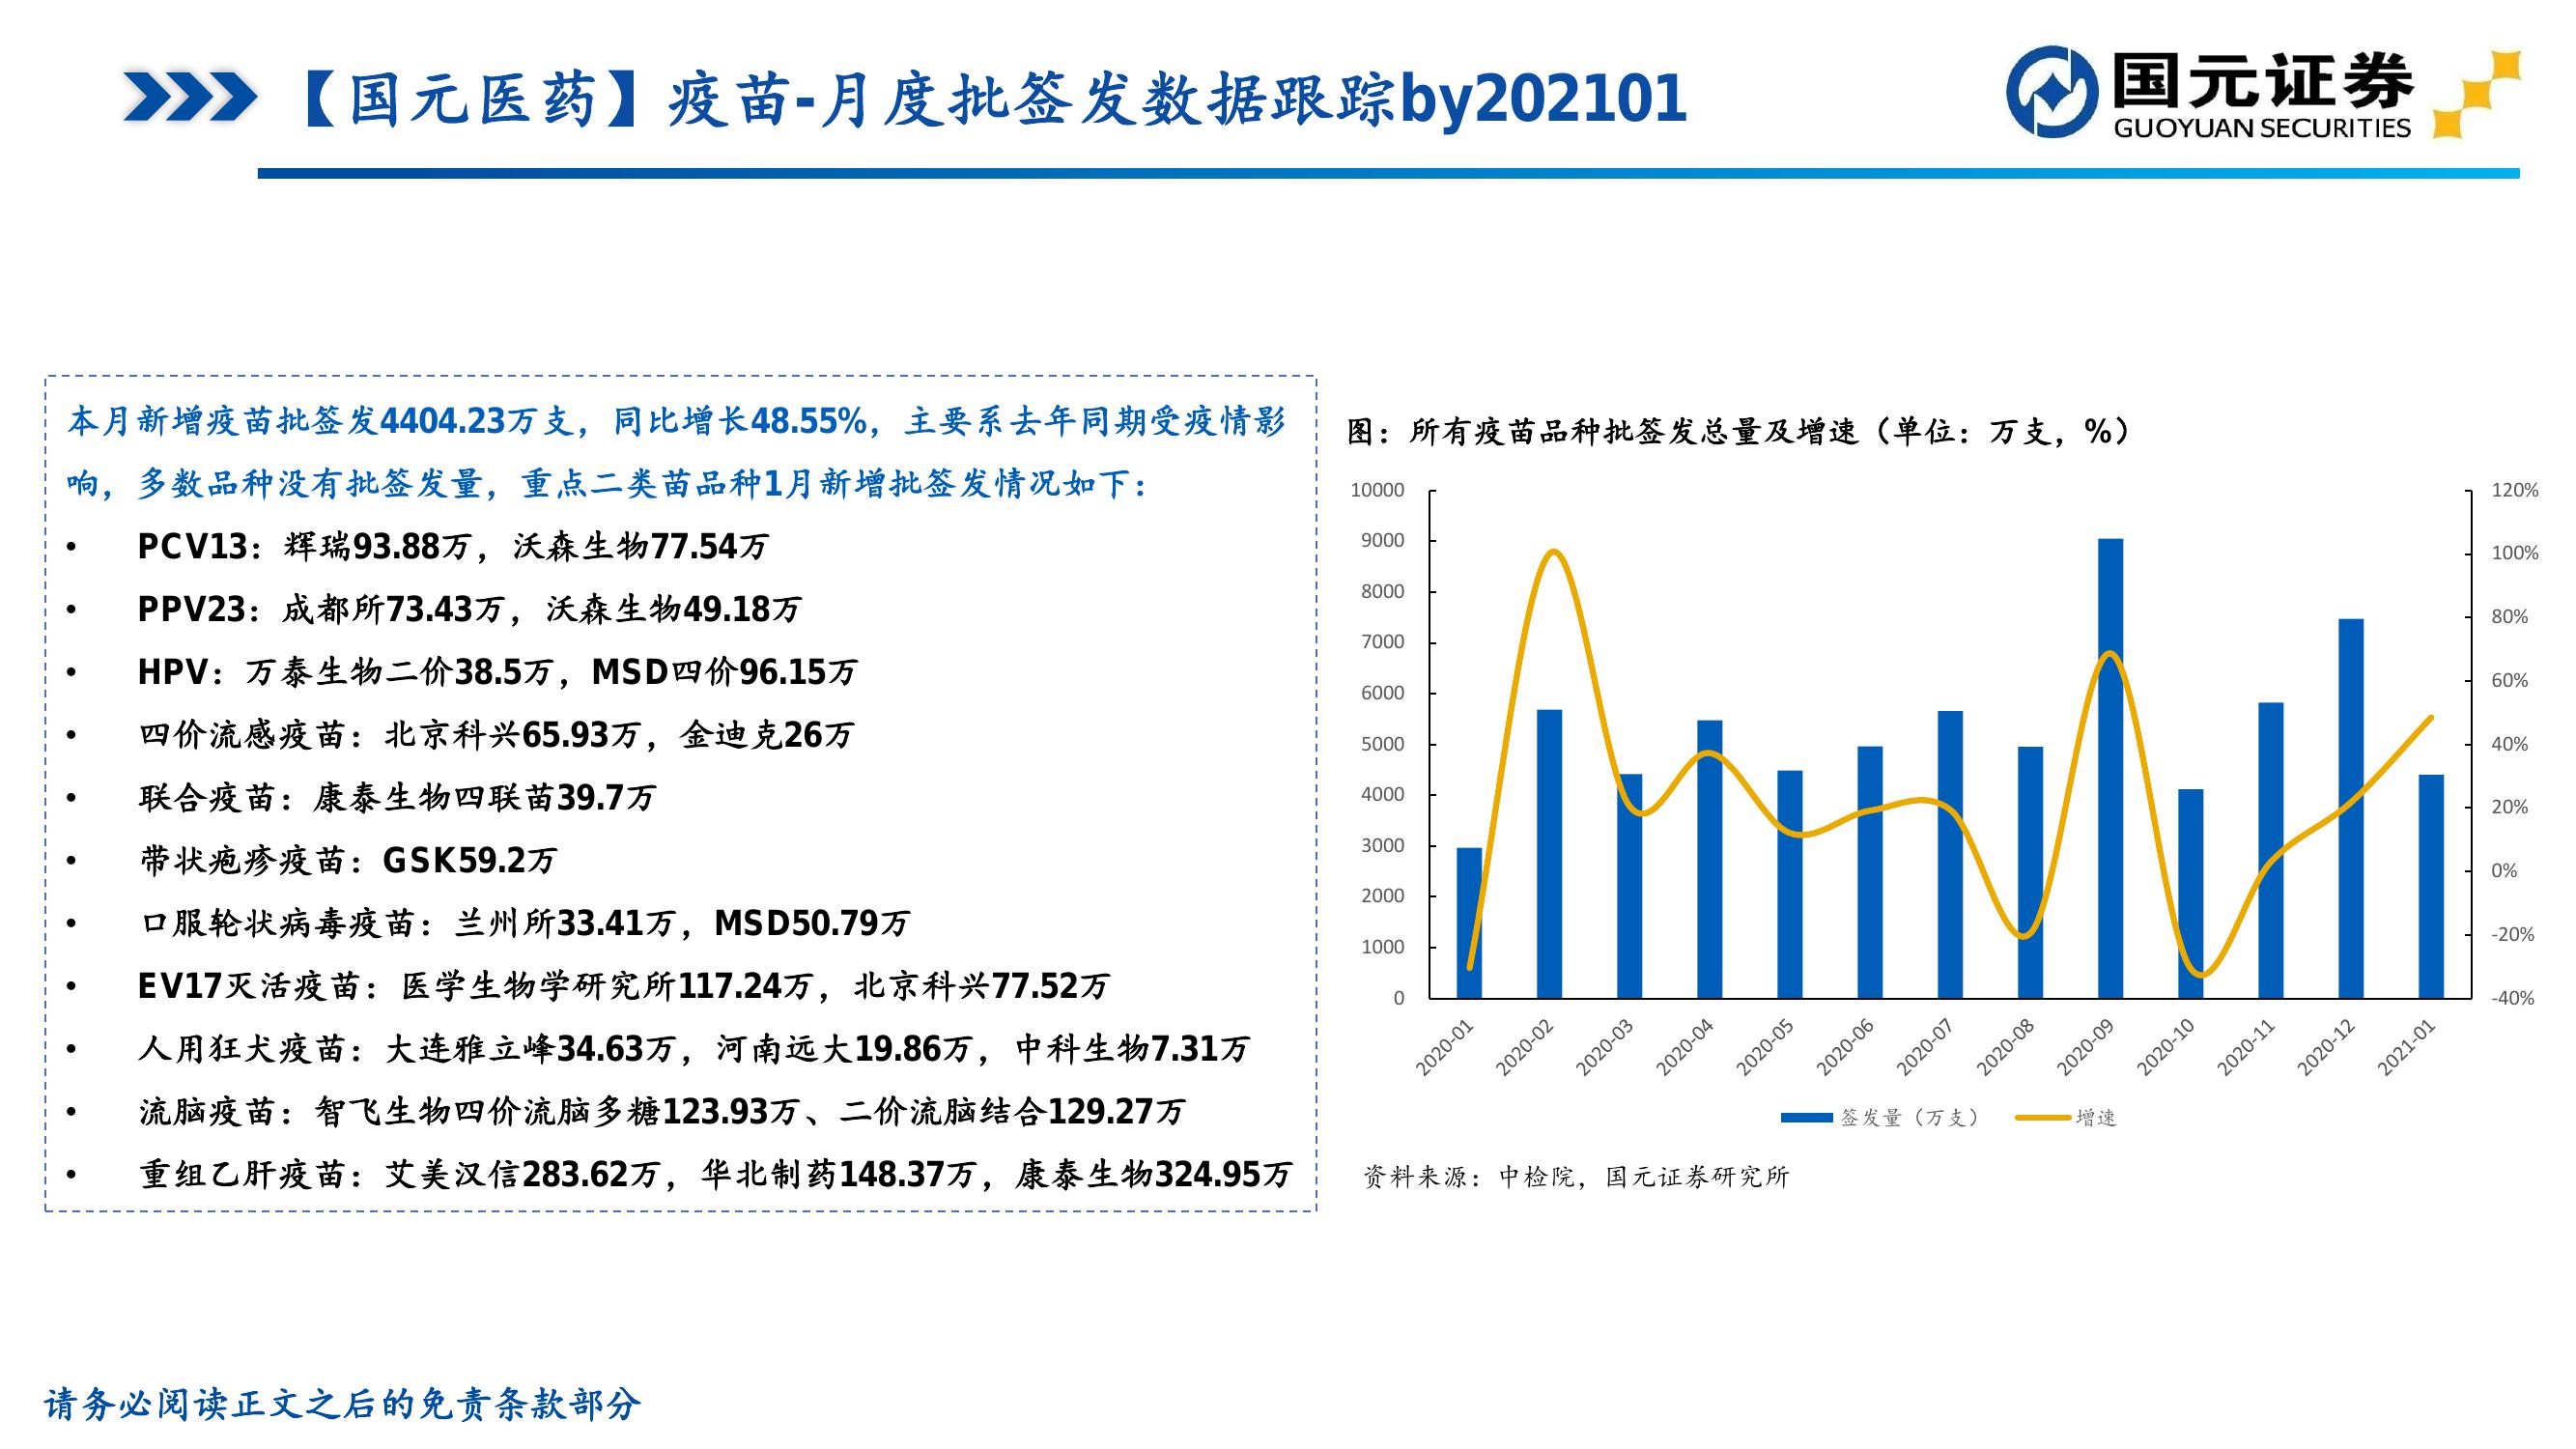 【国元医药】疫苗-月度批签发数据跟踪by202101
国元证券
GUOYUAN SECURITIES
本月新增疫苗批签发4404.23万支，同比增长48.55%，主要系去年同期受疫情影
响，多数品种没有批签发量，重点二类苗品种1月新增批签发情况如下：
• PCV13：辉瑞93.88万，沃森生物77.54万
• PPV23：成都所73.43万，沃森生物49.18万
• HPV：万泰生物二价38.5万，MSD四价96.15万
• 四价流感疫苗：北京科兴65.93万，金迪克26万
• 联合疫苗：康泰生物四联苗39.7万
• 带状疱疹疫苗：GSK59.2万
• 口服轮状病毒疫苗：兰州所33.41万，MSD50.79万
• EV17灭活疫苗：医学生物学研究所117.24万，北京科兴77.52万
• 人用狂犬疫苗：大连雅立峰34.63万，河南远大19.86万，中科生物7.31万
• 流脑疫苗：智飞生物四价流脑多糖123.93万、二价流脑结合129.27万
• 重组乙肝疫苗：艾美汉信283.62万，华北制药148.37万，康泰生物324.95万
图：所有疫苗品种批签发总量及增速（单位：万支，%）
10000
9000
8000
7000
6000
5000
4000
3000
2000
1000
0
120%
100%
80%
60%
40%
20%
0%
-20%
-40%
2020-01
2020-02
2020-03
2020-04
2020-05
2020-06
2020-07
2020-08
2020-09
2020-10
2020-11
2020-12
2021-01
签发量（万支） 增速
资料来源：中检院，国元证券研究所
请务必阅读正文之后的免责条款部分